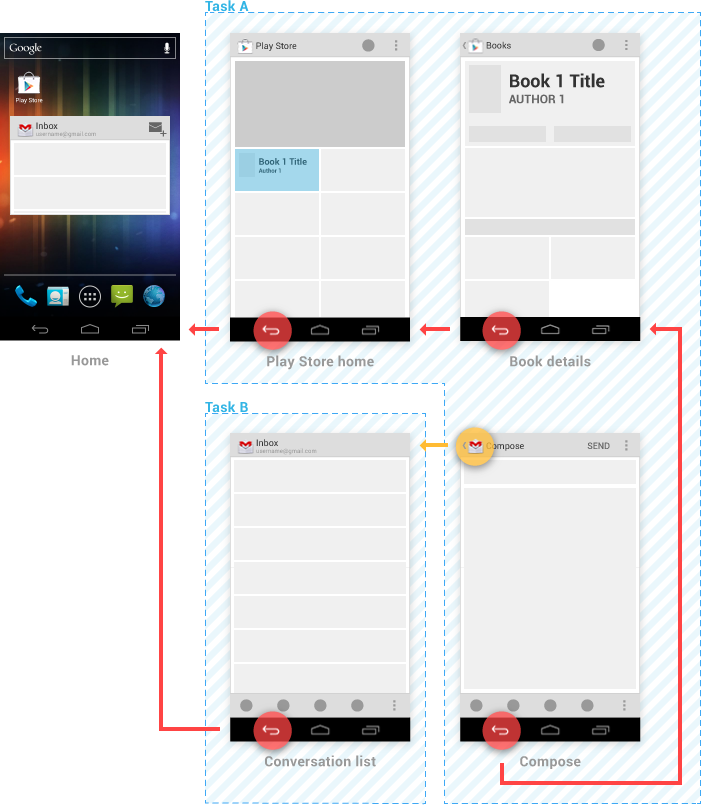 Task A
Google
Play Store
Inbox
username@gmail.com
Home
Play Store
Book 1 Title
Author 1
Play Store home
Books
Book 1 Title
AUTHOR 1
Book details
Task B
Inbox
username@gmail.com
Conversation list
Compose
SEND
Compose